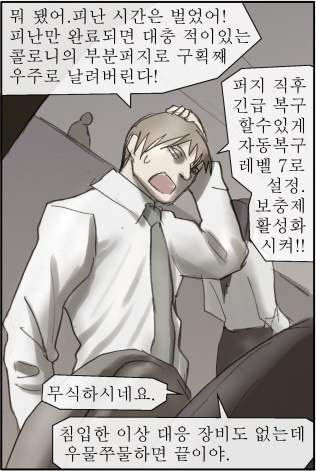 뭐 됐어.피난 시간은 벌었어!
피난만 완료되면 대충 적이있는
콜로니의 부분퍼지로 구획째
우주로 날려버린다!
퍼지 직후
긴급 복구
할수있게
자동복구
레벨 7로
설정.
보충제
활성화
시켜!!
무식하시네요.
침입한 이상 대응 장비도 없는데
우물쭈물하면 끝이야.